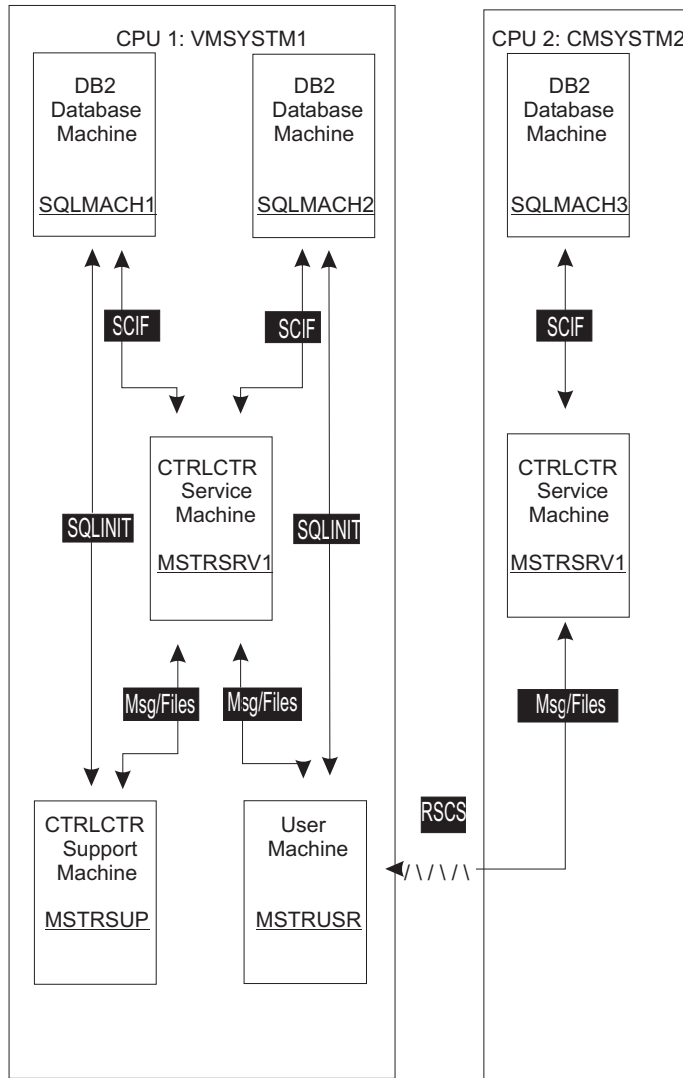 CPU 1: VMSYSTM1
CPU 2: CMSYSTM2
DB2
Database
Machine
SQLMACH1
DB2
Database
Machine
SQLMACH2
DB2
Database
Machine
SQLMACH3
SCIF
SCIF
SCIF
CTRLCTR
Service
Machine
MSTRSRV1
CTRLCTR
Service
Machine
MSTRSRV1
SQLINIT
SQLINIT
Msg/Files
Msg/Files
Msg/Files
CTRLCTR
Support
Machine
MSTRSUP
User
Machine
MSTRUSR
RSCS
/ \ / \ / \